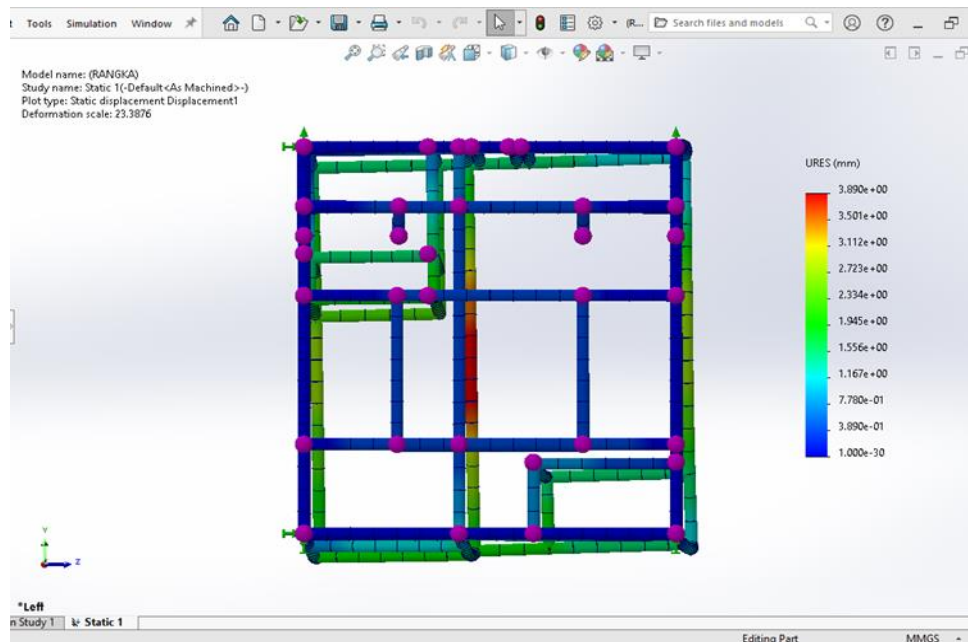 Tools Simulation Window
(R...
Search files and models
Model name: (RANGKA)
Study name: Static 1(-Default<As Machined>-)
Plot type: Static displacement Displacement1
Deformation scale: 23.3876
URES (mm)
3.890e+00
3.501e+00
3.112e+00
2.723e+00
2.334e+00
1.945e+00
1.556e+00
1.167e+00
7.780e-01
3.890e-01
1.000e-30
Y
Z
*Left
n Study 1 Static 1
Editing Part MMGS